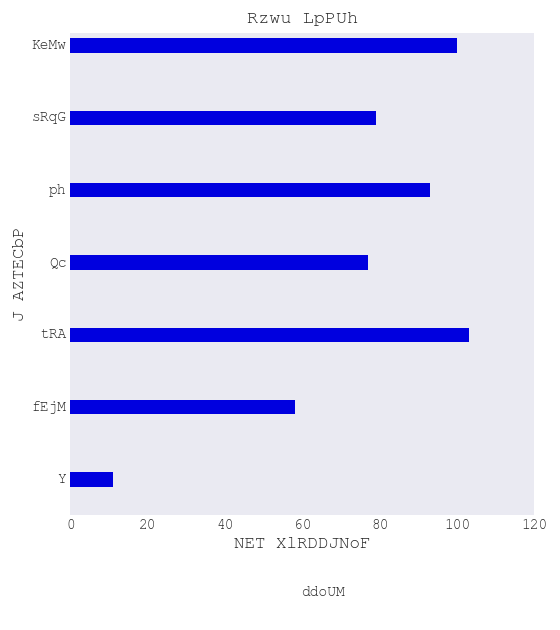 Rzwu LpPUh
KeMw
sRqG
ph
Qc
tRA
fEjM
Y
J AZTECbP
0 20 40 60 80 100 120
NET XlRDDJNoF
ddoUM